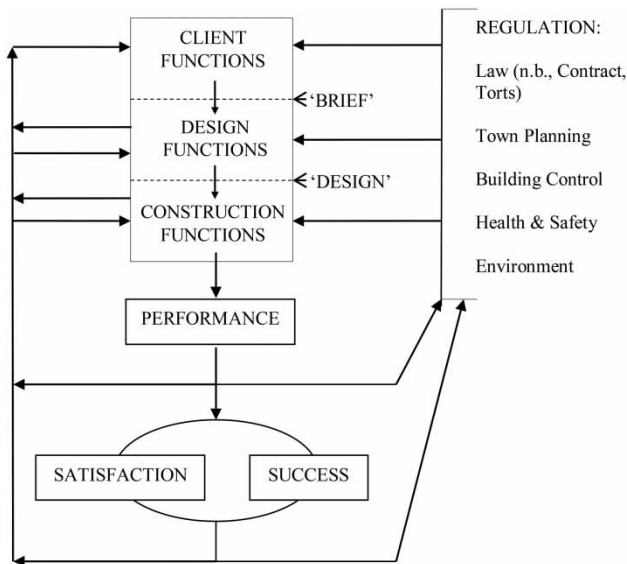 CLIENT
FUNCTIONS
‘BRIEF’
DESIGN
FUNCTIONS
‘DESIGN’
CONSTRUCTION
FUNCTIONS
PERFORMANCE
SATISFACTION
SUCCESS
REGULATION:
Law (n.b., Contract,
Torts)
Town Planning
Building Control
Health & Safety
Environment